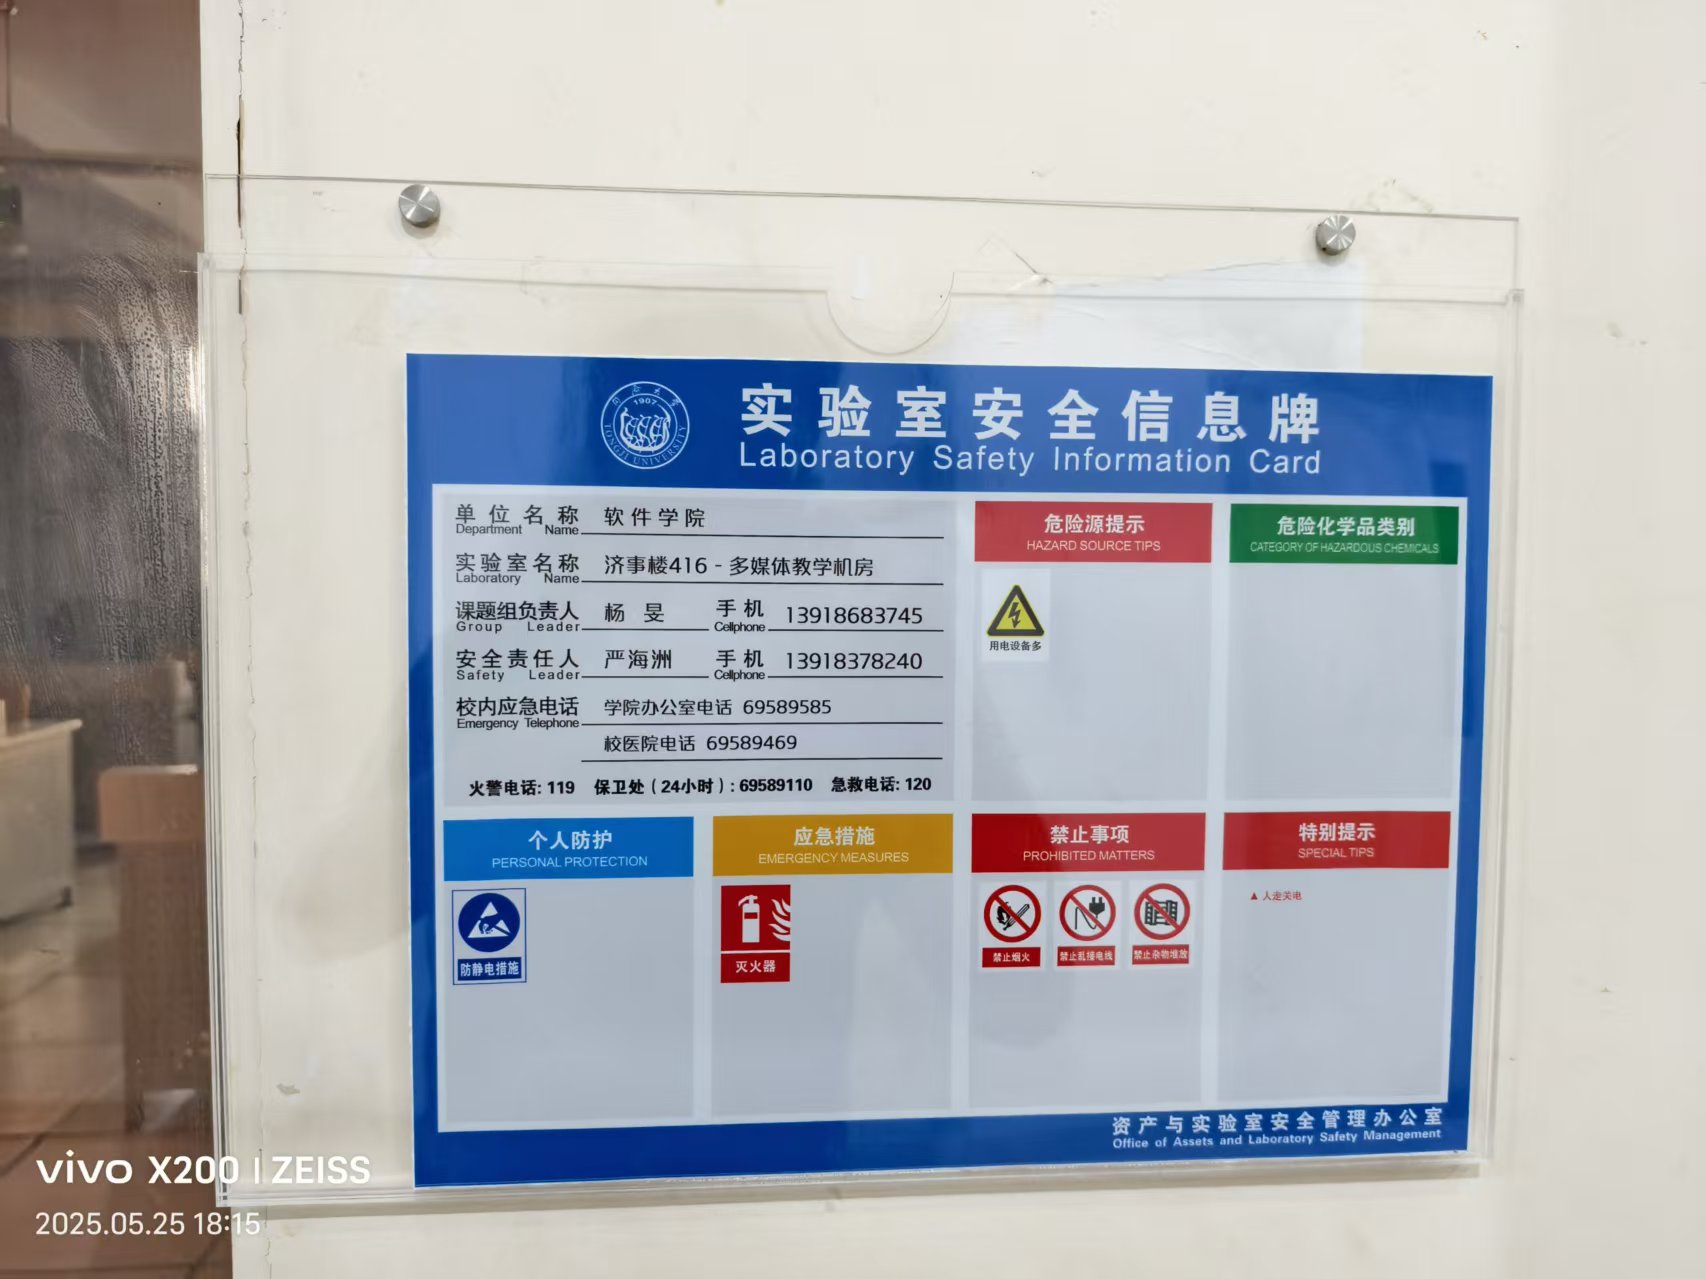 1907
TONGJI UNIVERSITY
实验室安全信息牌
Laboratory Safety Information Card
单位名称 软件学院
Department Name
实验室名称 济事楼416 - 多媒体教学机房
Laboratory Name
课题组负责人 杨 旻 手机 13918683745
Group Leader Cellphone
安全责任人 严海洲 手机 13918378240
Safety Leader Cellphone
校内应急电话 学院办公室电话 69589585
Emergency Telephone
校医院电话 69589469
火警电话: 119 保卫处（24小时）: 69589110 急救电话: 120
危险源提示
HAZARD SOURCE TIPS
用电设备多
危险化学品类别
CATEGORY OF HAZARDOUS CHEMICALS
个人防护
PERSONAL PROTECTION
防静电措施
应急措施
EMERGENCY MEASURES
灭火器
禁止事项
PROHIBITED MATTERS
禁止烟火 禁止乱接电线 禁止杂物堆放
特别提示
SPECIAL TIPS
▲ 人走关电
资产与实验室安全管理办公室
Office of Assets and Laboratory Safety Management
vivo X200 | ZEISS
2025.05.25 18:15